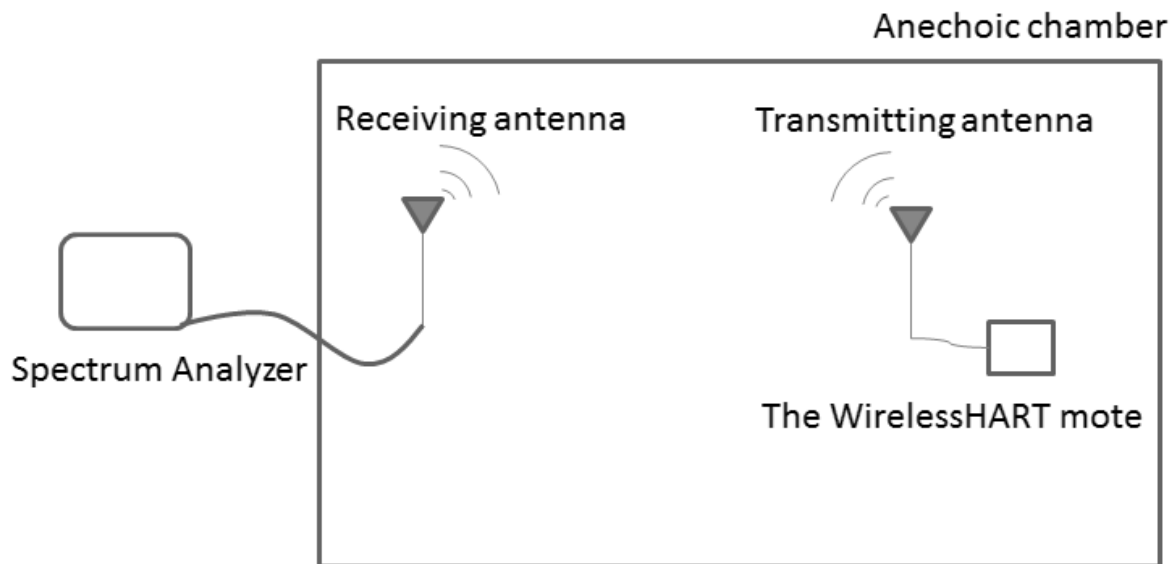 Anechoic chamber
Receiving antenna
Transmitting antenna
Spectrum Analyzer
The WirelessHART mote